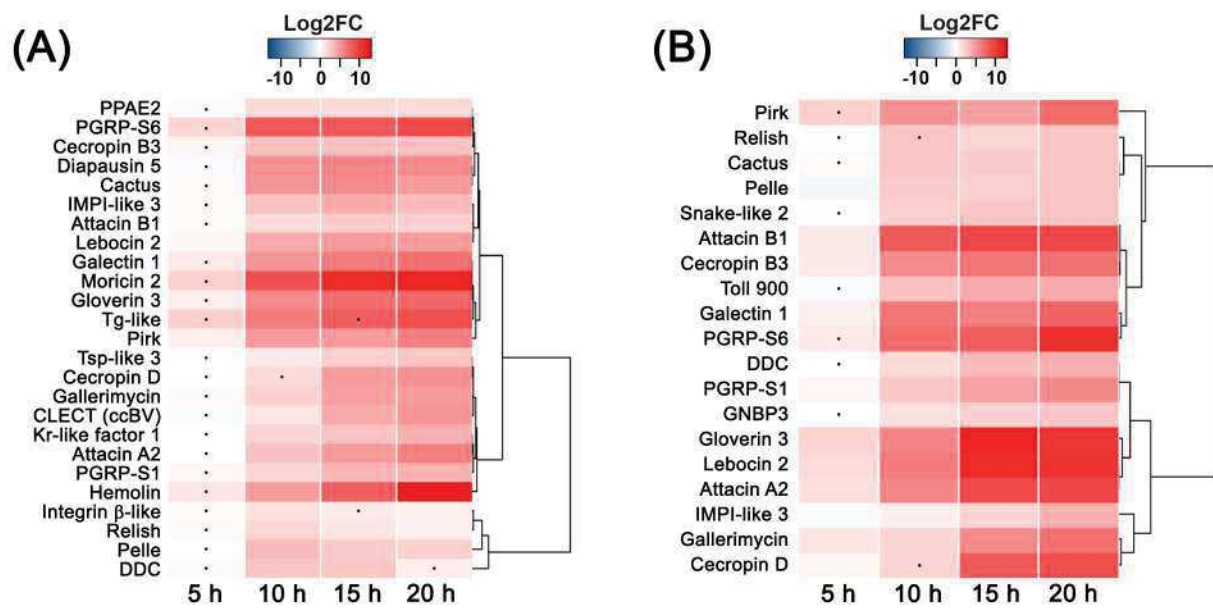 (A)
Log2FC
-10 0 10
PPAE2
PGRP-S6
Cecropin B3
Diapausin 5
Cactus
IMPI-like 3
Attacin B1
Lebocin 2
Galectin 1
Moricin 2
Gloverin 3
Tg-like
Pirk
Tsp-like 3
Cecropin D
Gallerimycin
CLECT (ccBV)
Kr-like factor 1
Attacin A2
PGRP-S1
Hemolin
Integrin β-like
Relish
Pelle
DDC
5 h 10 h 15 h 20 h
(B)
Log2FC
-10 0 10
Pirk
Relish
Cactus
Pelle
Snake-like 2
Attacin B1
Cecropin B3
Toll 900
Galectin 1
PGRP-S6
DDC
PGRP-S1
GNBP3
Gloverin 3
Lebocin 2
Attacin A2
IMPI-like 3
Gallerimycin
Cecropin D
5 h 10 h 15 h 20 h